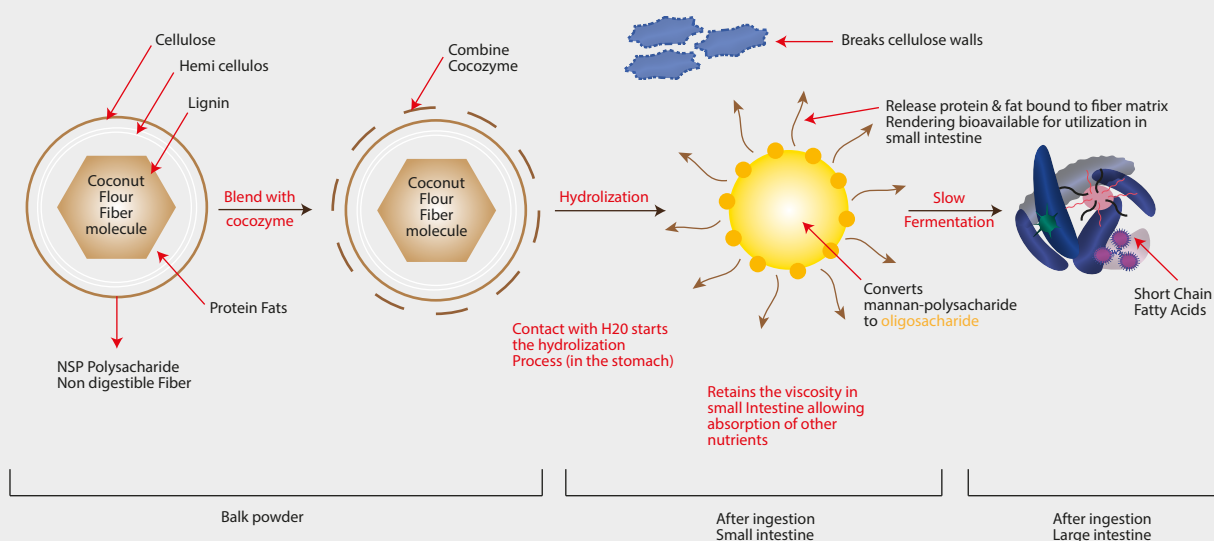 Cellulose
Hemi cellulos
Lignin
Coconut
Flour
Fiber
molecule
Protein Fats
NSP Polysacharide
Non digestible Fiber
Blend with
cocozyme
Combine
Cocozyme
Coconut
Flour
Fiber
molecule
Hydrolization
Contact with H20 starts
the hydrolization
Process (in the stomach)
Breaks cellulose walls
Release protein & fat bound to fiber matrix
Rendering bioavailable for utilization in
small intestine
Converts
mannan-polysacharide
to oligosacharide
Retains the viscosity in
small Intestine allowing
absorption of other
nutrients
Slow
Fermentation
Short Chain
Fatty Acids
Balk powder
After ingestion
Small intestine
After ingestion
Large intestine